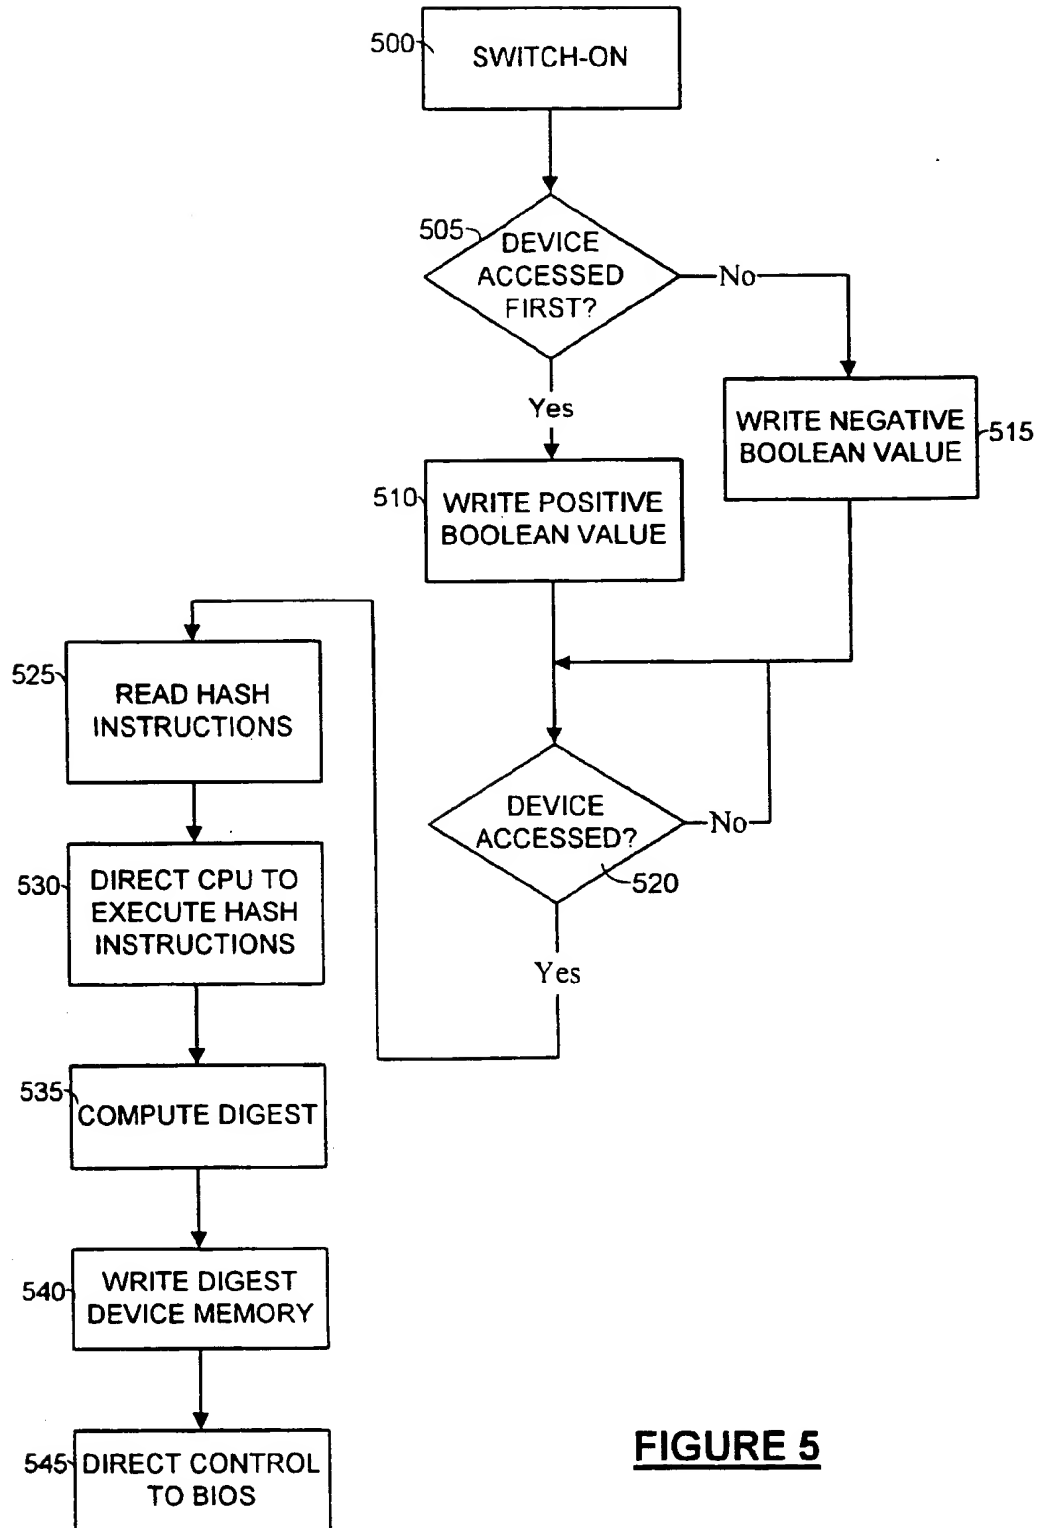 500
SWITCH-ON
505
DEVICE
ACCESSED
FIRST?
No
Yes
WRITE NEGATIVE
BOOLEAN VALUE
515
510
WRITE POSITIVE
BOOLEAN VALUE
525
READ HASH
INSTRUCTIONS
DEVICE
ACCESSED?
No
520
530
DIRECT CPU TO
EXECUTE HASH
INSTRUCTIONS
Yes
535
COMPUTE DIGEST
540
WRITE DIGEST
DEVICE MEMORY
545
DIRECT CONTROL
TO BIOS
FIGURE 5